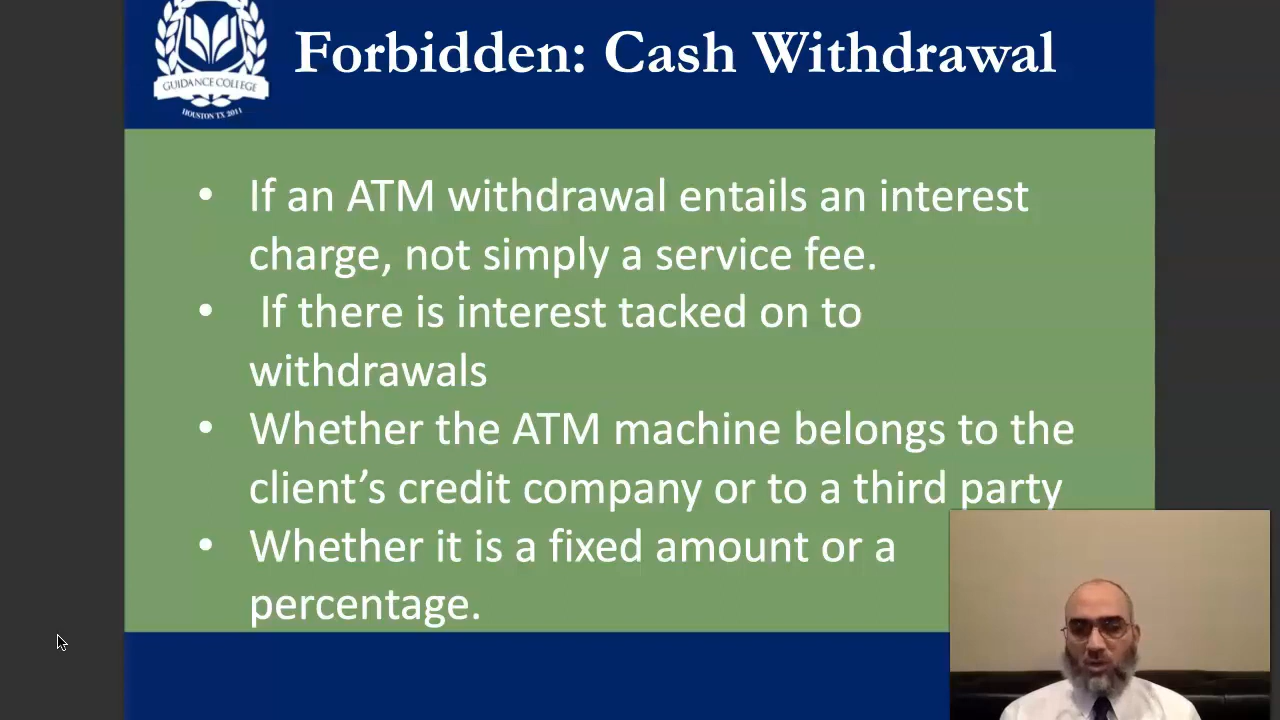 Forbidden: Cash Withdrawal
GUIDANCE COLLEGE
HOUSTON TX 2011
• If an ATM withdrawal entails an interest
charge, not simply a service fee.
• If there is interest tacked on to
withdrawals
• Whether the ATM machine belongs to the
client’s credit company or to a third party
• Whether it is a fixed amount or a
percentage.